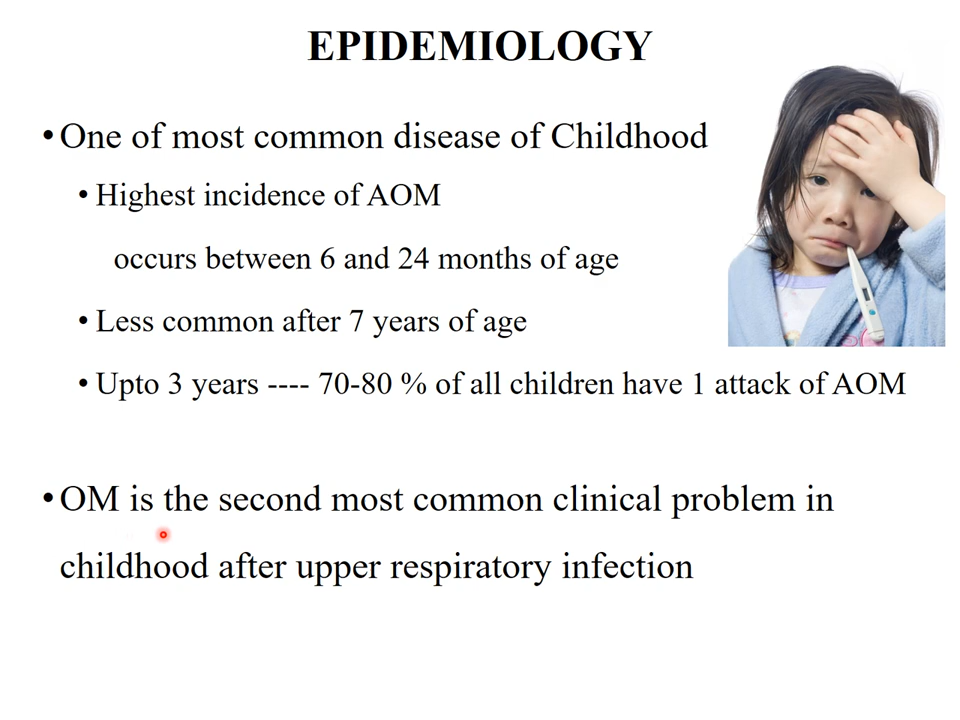 EPIDEMIOLOGY
• One of most common disease of Childhood
• Highest incidence of AOM
occurs between 6 and 24 months of age
• Less common after 7 years of age
• Upto 3 years ---- 70-80 % of all children have 1 attack of AOM
• OM is the second most common clinical problem in
childhood after upper respiratory infection